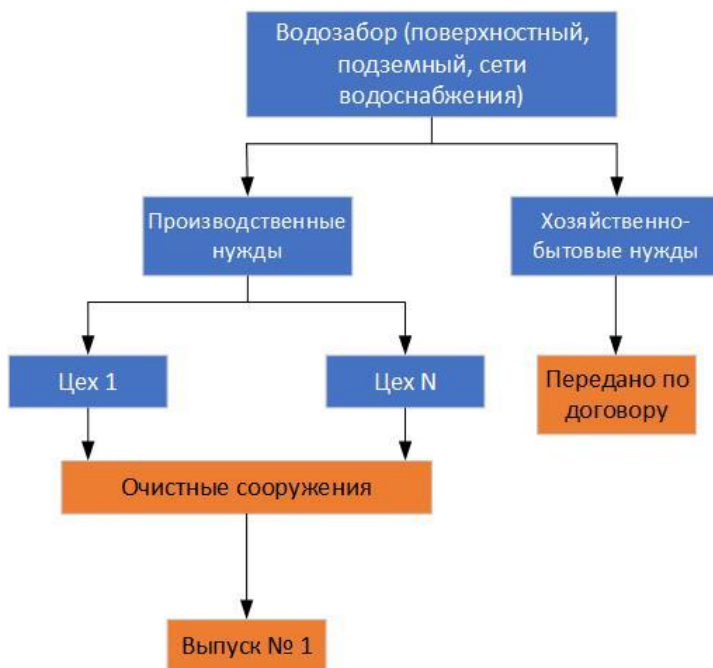 Водозабор (поверхностный,
подземный, сети
водоснабжения)
Производственные
нужды
Хозяйственно-
бытовые нужды
Цех 1
Цех N
Передано по
договору
Очистные сооружения
Выпуск № 1